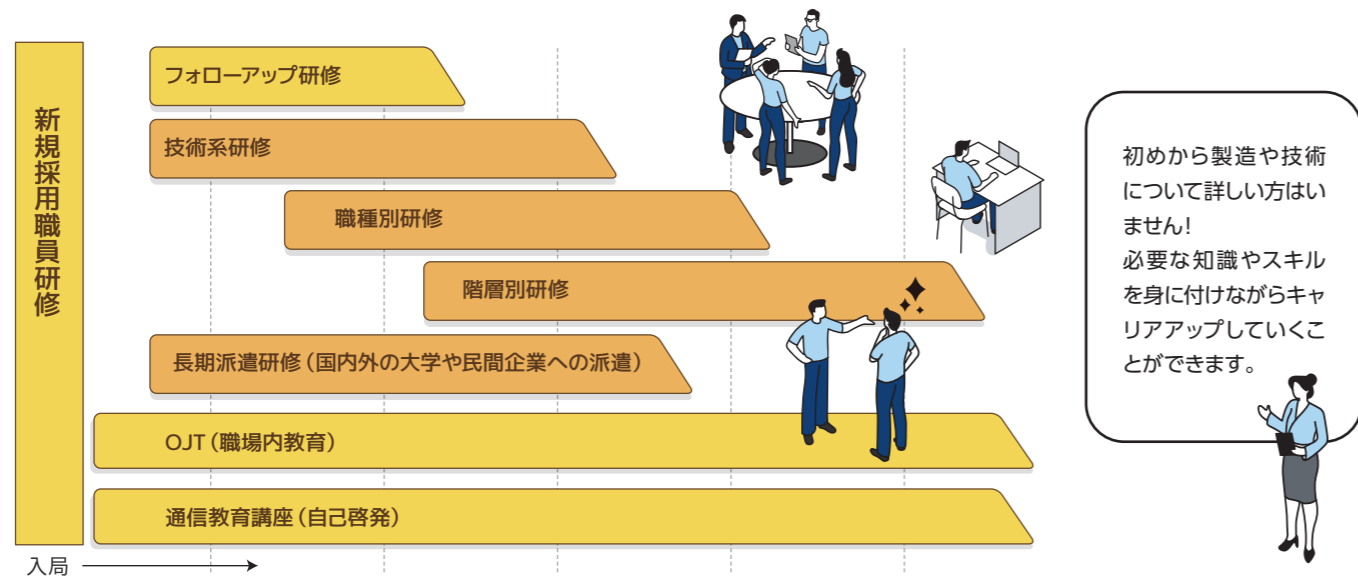 新規採用職員研修
フォローアップ研修
技術系研修
職種別研修
階層別研修
長期派遣研修(国内外の大学や民間企業への派遣)
OJT(職場内教育)
通信教育講座(自己啓発)
入局
初めから製造や技術
について詳しい方はい
ません!
必要な知識やスキル
を身に付けながらキャ
リアアップしていくこ
とができます。